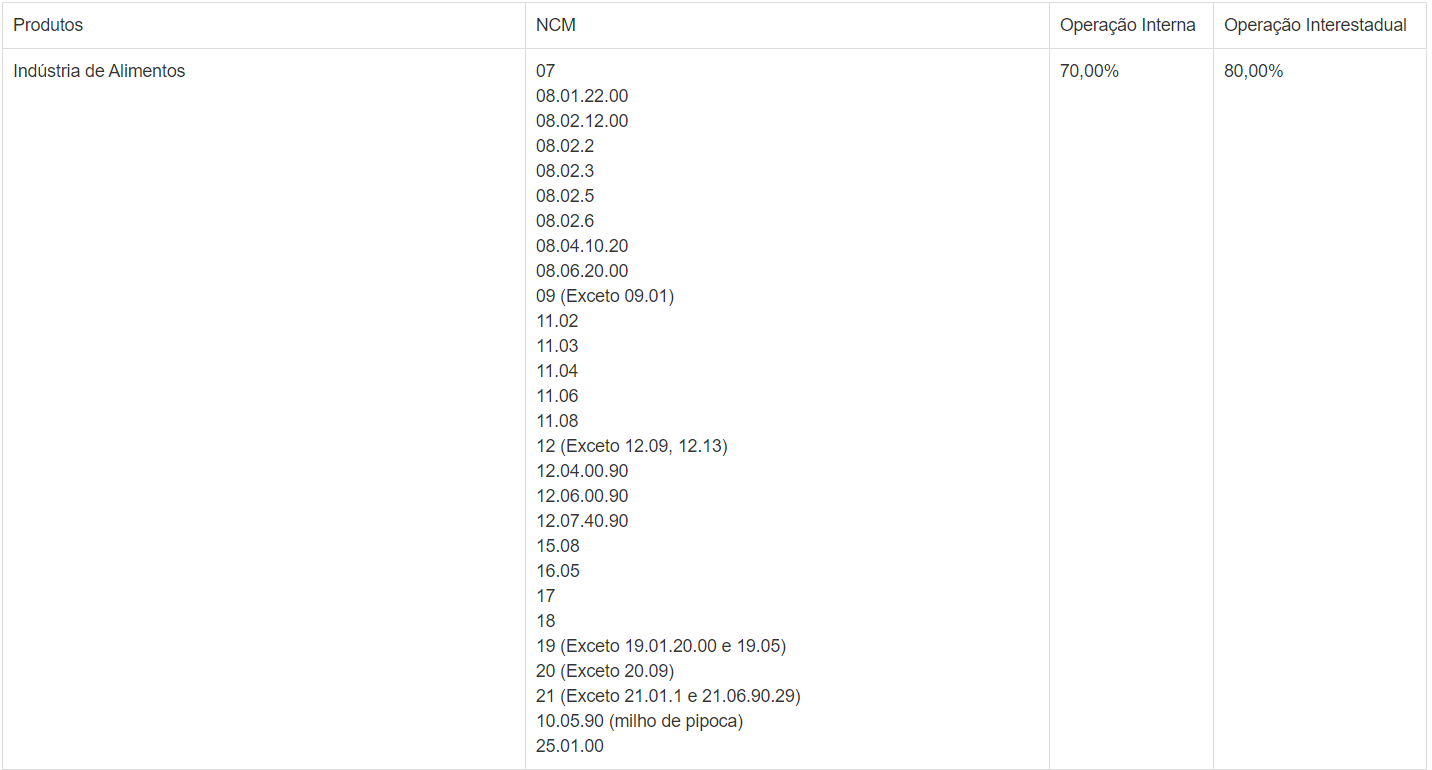 Produtos NCM Operação Interna Operação Interestadual
Indústria de Alimentos 07 70,00% 80,00%
08.01.22.00
08.02.12.00
08.02.2
08.02.3
08.02.5
08.02.6
08.04.10.20
08.06.20.00
09 (Exceto 09.01)
11.02
11.03
11.04
11.06
11.08
12 (Exceto 12.09, 12.13)
12.04.00.90
12.06.00.90
12.07.40.90
15.08
16.05
17
18
19 (Exceto 19.01.20.00 e 19.05)
20 (Exceto 20.09)
21 (Exceto 21.01.1 e 21.06.90.29)
10.05.90 (milho de pipoca)
25.01.00